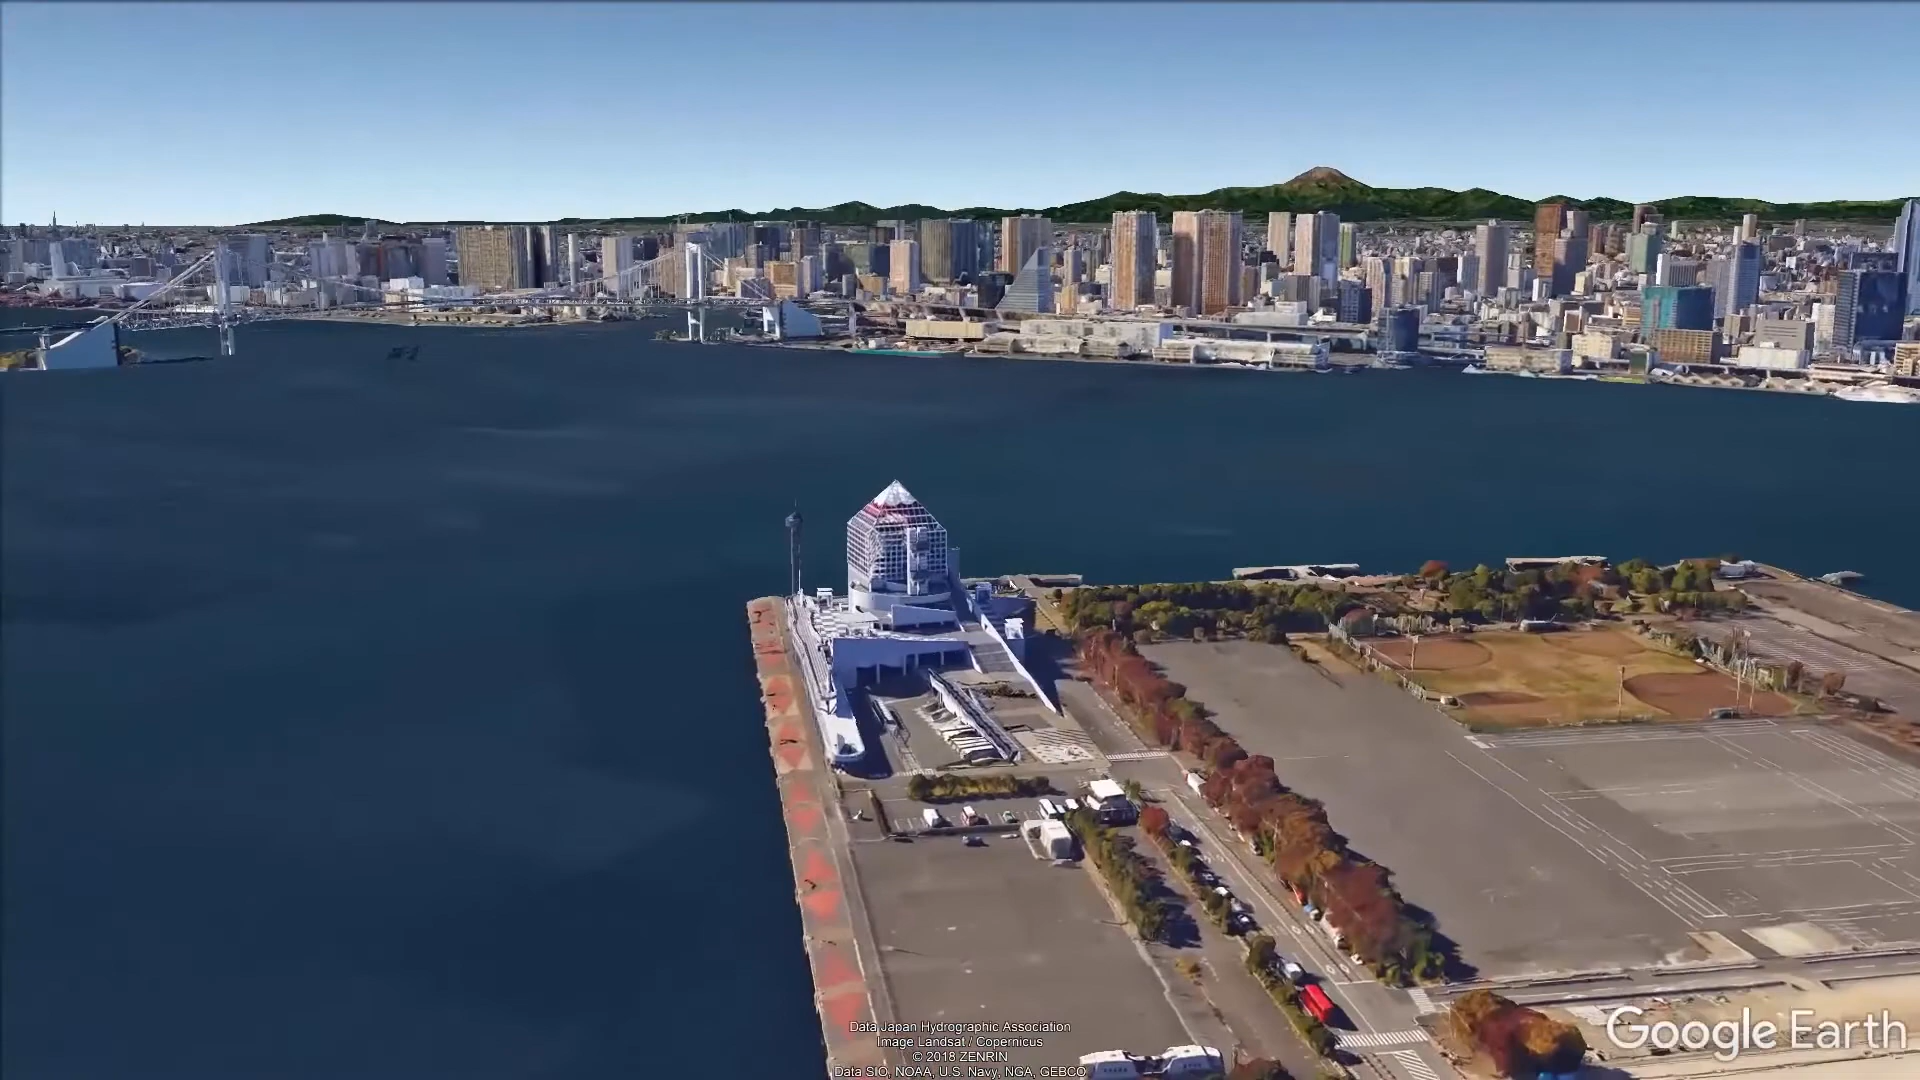 Data Japan Hydrographic Association
Image Landsat / Copernicus
© 2018 ZENRIN
Data SIO, NOAA, U.S. Navy, NGA, GEBCO
Google Earth